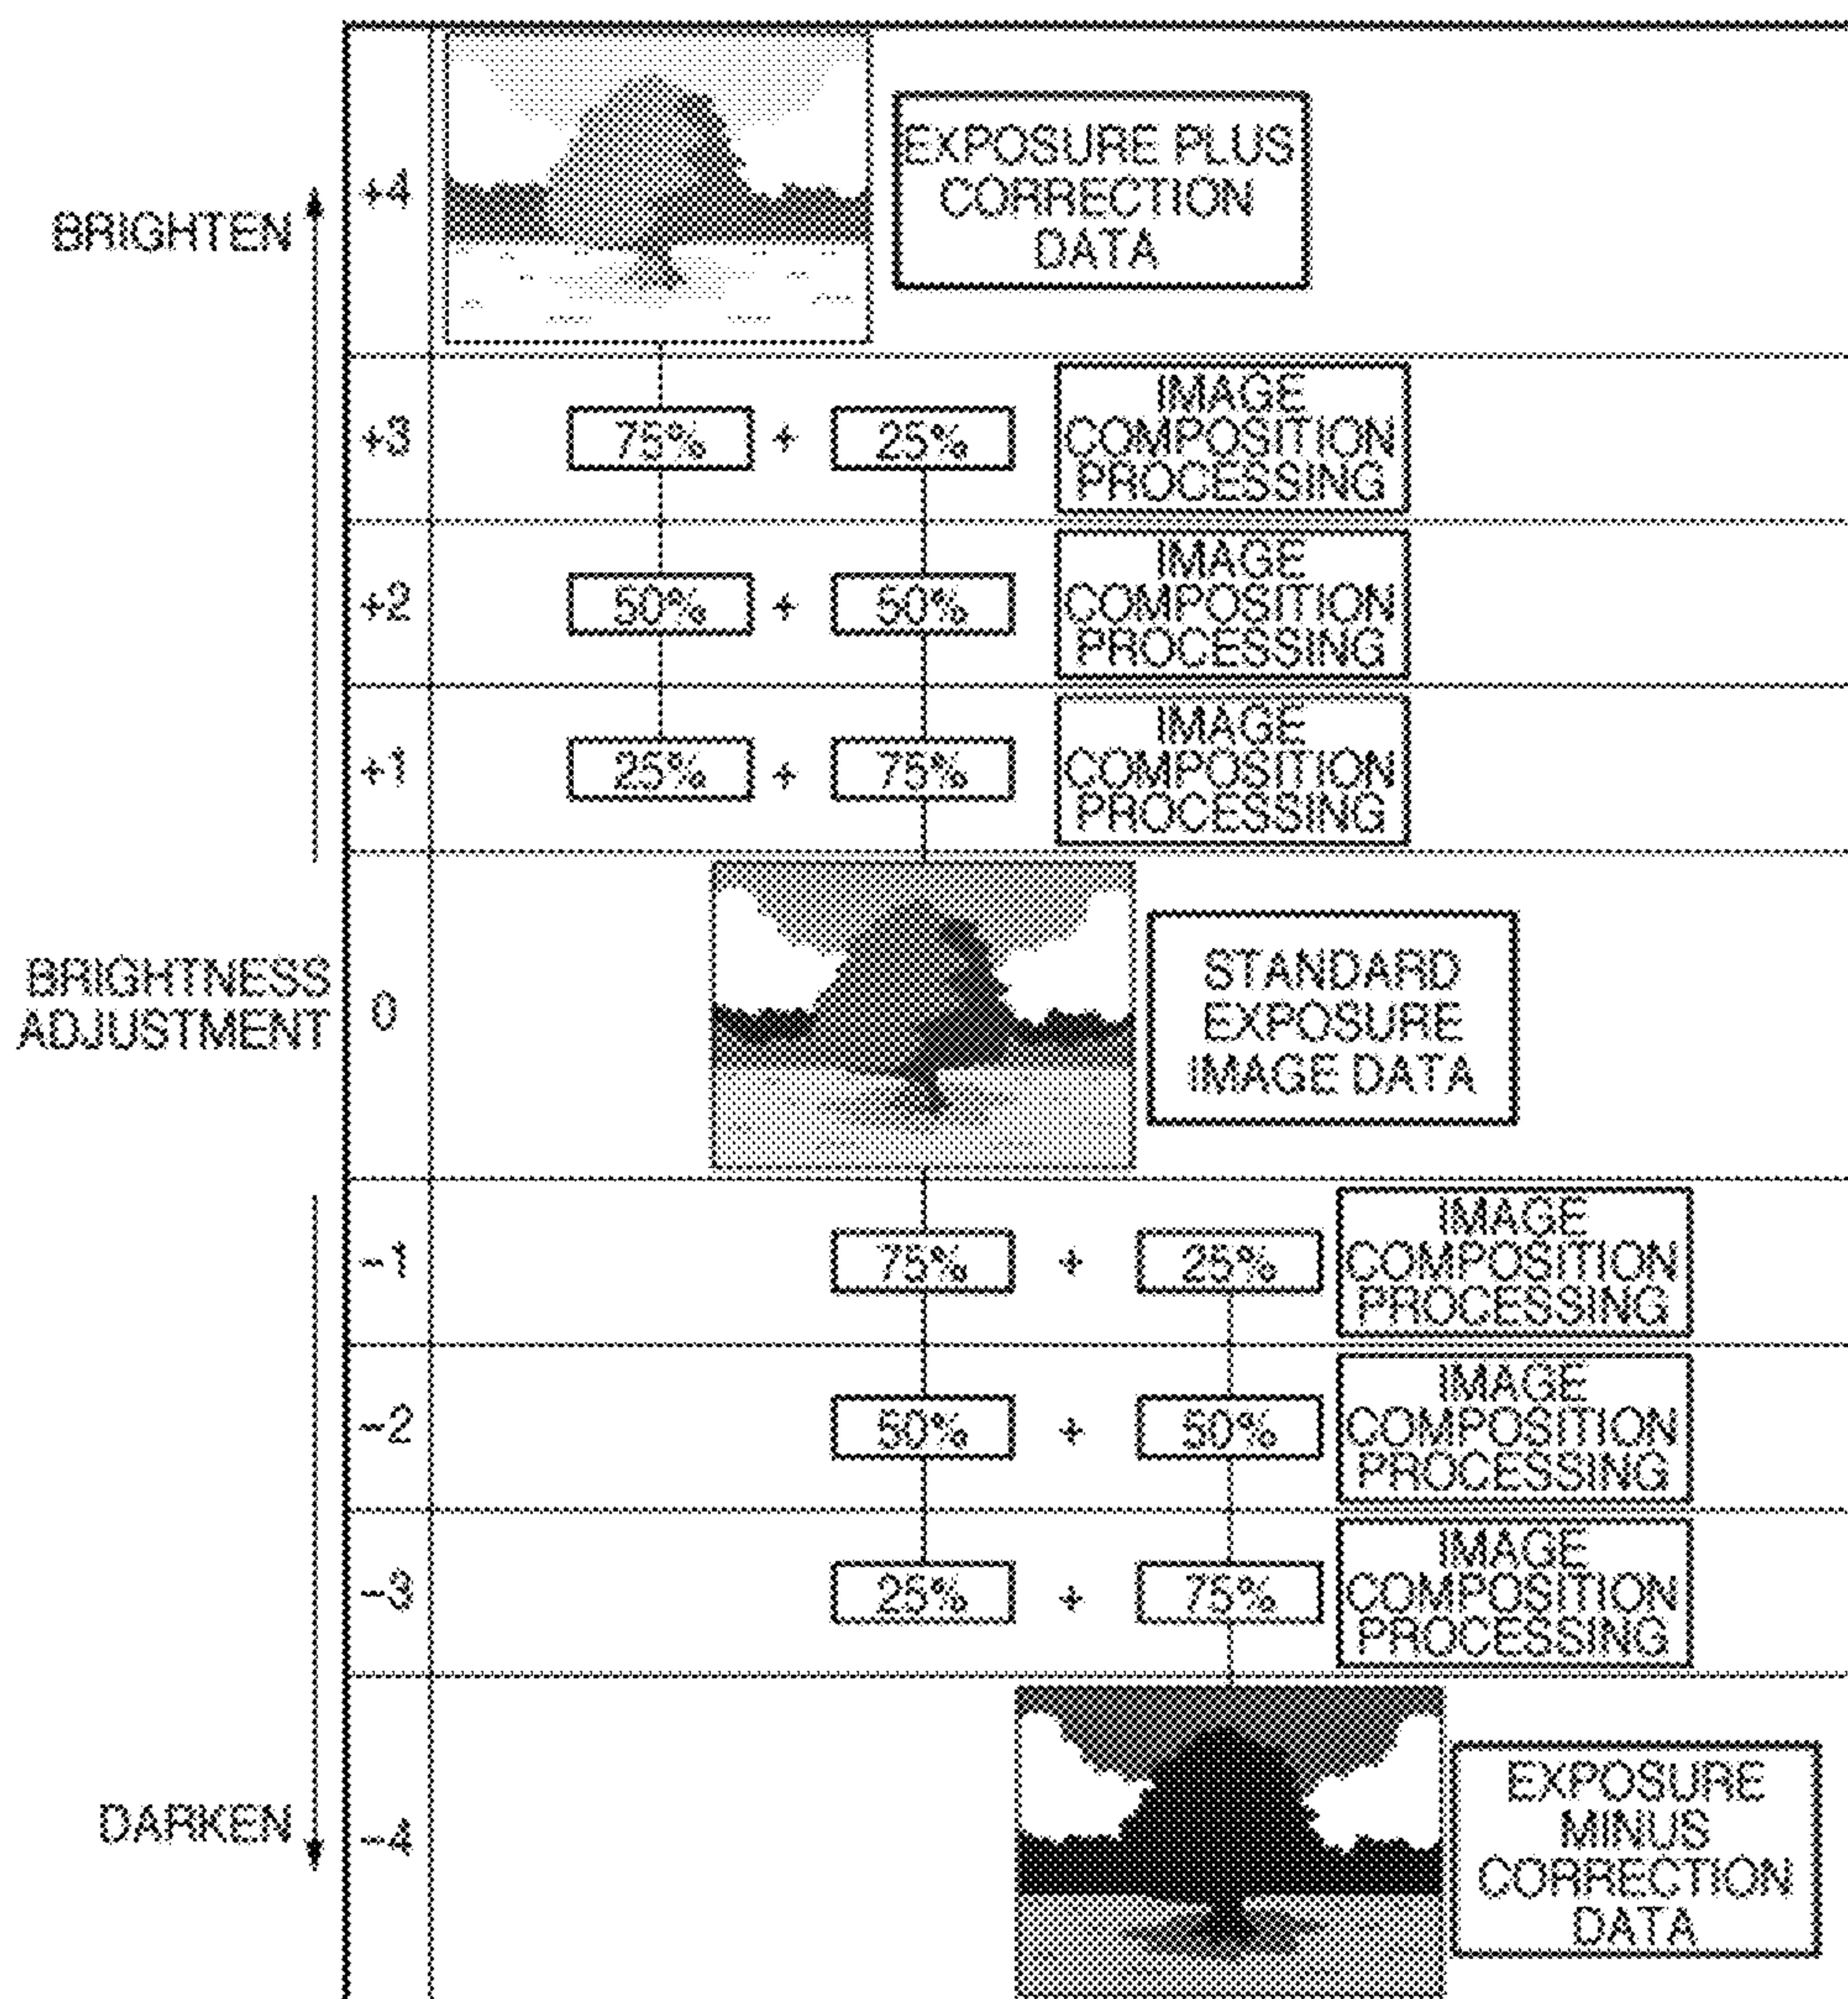 +4
EXPOSURE PLUS
CORRECTION
DATA
BRIGHTEN
+3
75% + 25%
IMAGE
COMPOSITION
PROCESSING
+2
50% + 50%
IMAGE
COMPOSITION
PROCESSING
+1
25% + 75%
IMAGE
COMPOSITION
PROCESSING
BRIGHTNESS
ADJUSTMENT
0
STANDARD
EXPOSURE
IMAGE DATA
-1
75% + 25%
IMAGE
COMPOSITION
PROCESSING
-2
50% + 50%
IMAGE
COMPOSITION
PROCESSING
-3
25% + 75%
IMAGE
COMPOSITION
PROCESSING
DARKEN
-4
EXPOSURE
MINUS
CORRECTION
DATA